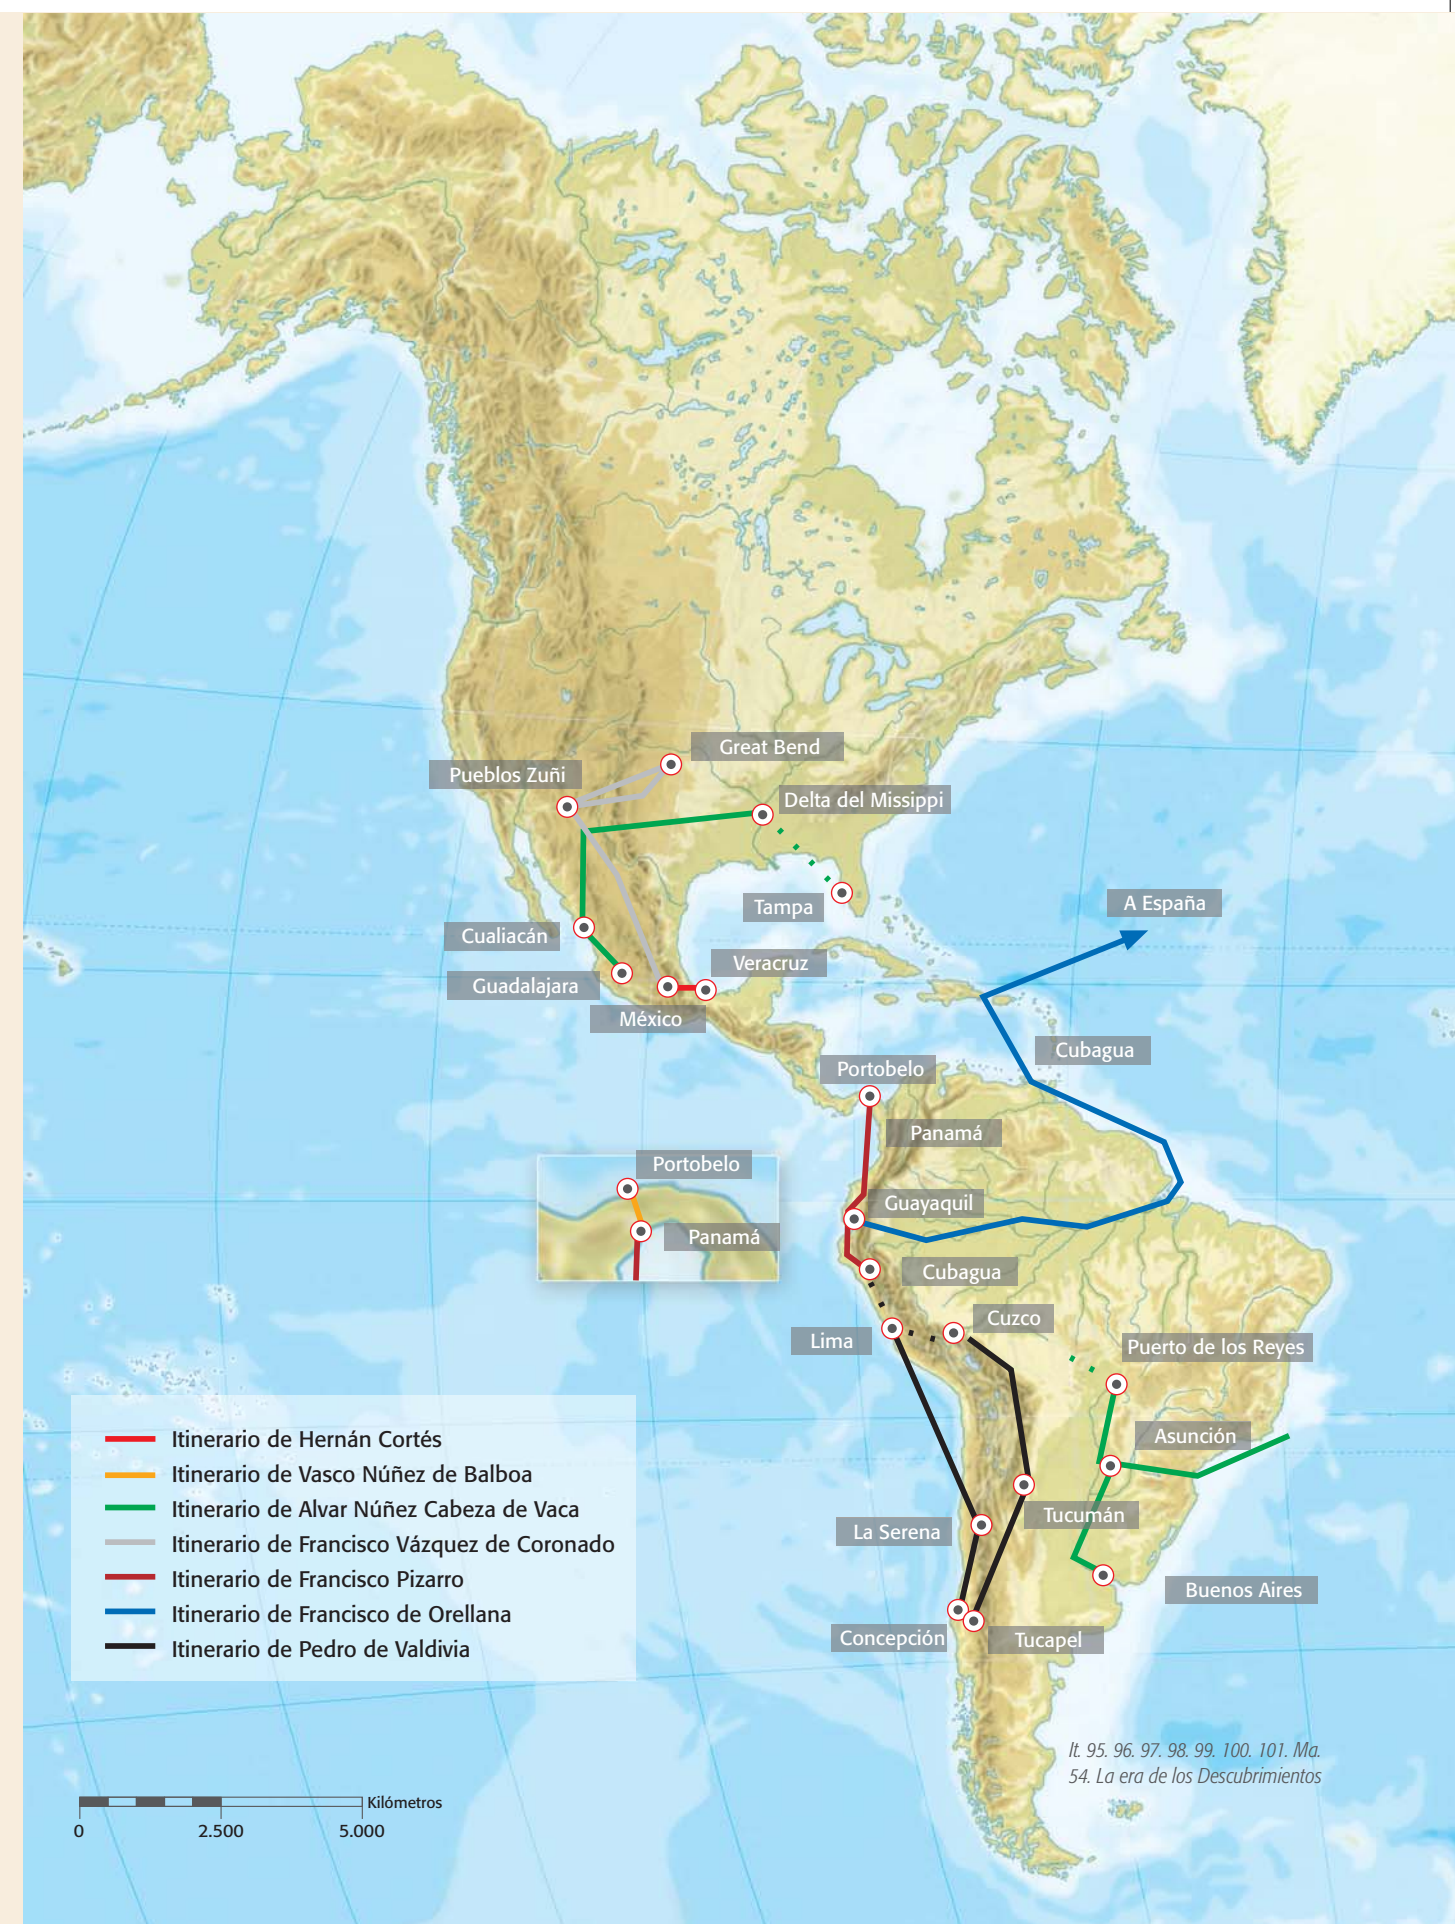 Great Bend
Pueblos Zuñi
Delta del Missippi
Tampa
A España
Cualiacán
Veracruz
Guadalajara
México
Cubagua
Portobelo
Panamá
Portobelo
Guayaquil
Panamá
Cubagua
Cuzco
Lima
Puerto de los Reyes
Asunción
Tucumán
La Serena
Buenos Aires
Concepción
Tucapel
Itinerario de Hernán Cortés
Itinerario de Vasco Núñez de Balboa
Itinerario de Alvar Núñez Cabeza de Vaca
Itinerario de Francisco Vázquez de Coronado
Itinerario de Francisco Pizarro
Itinerario de Francisco de Orellana
Itinerario de Pedro de Valdivia
It. 95. 96. 97. 98. 99. 100. 101. Ma.
54. La era de los Descubrimientos
Kilómetros
0 2.500 5.000